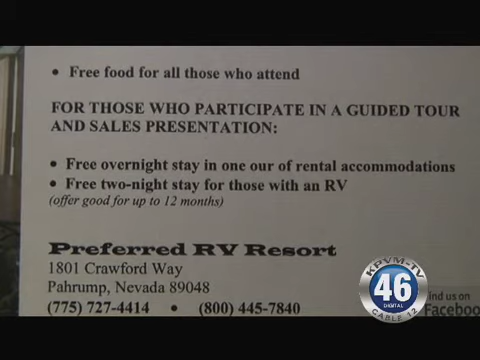 • Free food for all those who attend
FOR THOSE WHO PARTICIPATE IN A GUIDED TOUR
AND SALES PRESENTATION:
• Free overnight stay in one our of rental accommodations
• Free two-night stay for those with an RV
(offer good for up to 12 months)
Preferred RV Resort
1801 Crawford Way
Pahrump, Nevada 89048
(775) 727-4414 • (800) 445-7840
KPVM-TV
46
DIGITAL
CABLE 12
ind us on
Faceboo